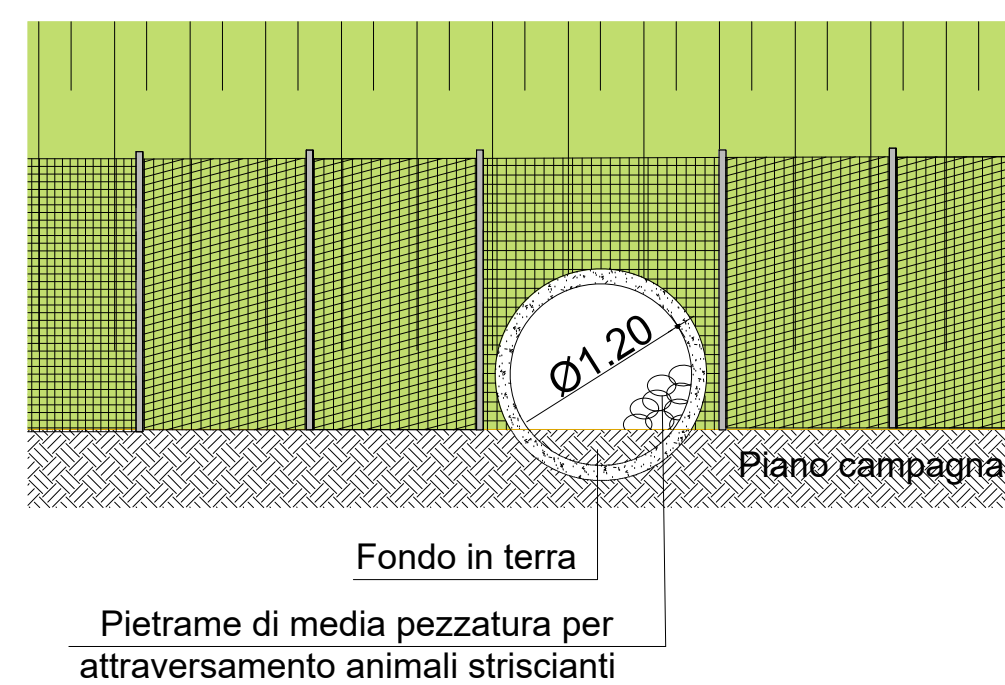 Ø1.20
Piano campagna
Fondo in terra
Pietrame di media pezzatura per
attraversamento animali striscianti